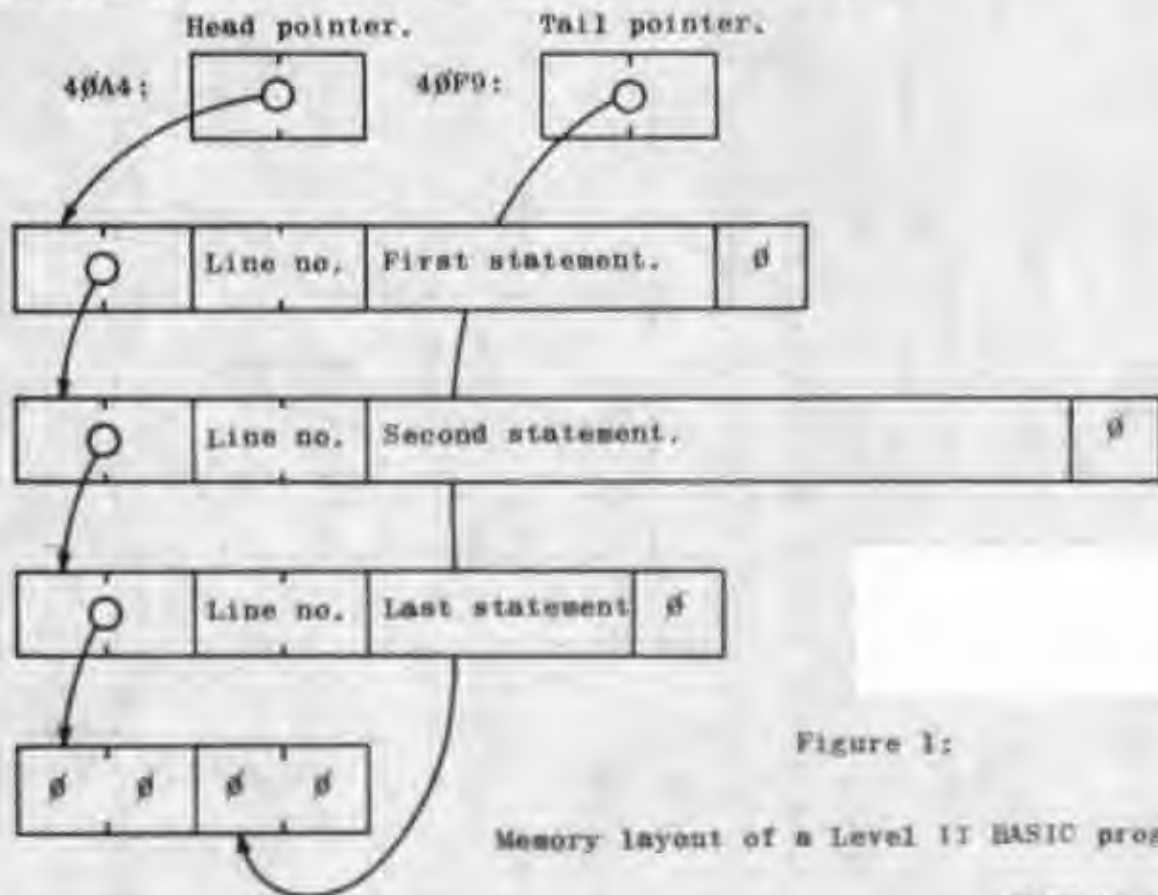 Head pointer. Tail pointer.
4ØA4: 4ØF9:
Line no. First statement. Ø
Line no. Second statement. Ø
Line no. Last statement Ø
Ø Ø Ø Ø
Figure 1:
Memory layout of a Level II BASIC prog